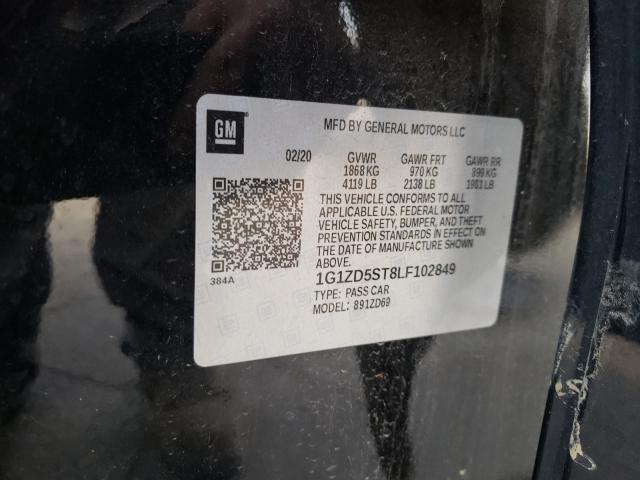 GM
MFD BY GENERAL MOTORS LLC
02/20 GVWR GAWR FRT GAWR RR
1868 KG 970 KG 899 KG
4119 LB 2138 LB 1981 LB
THIS VEHICLE CONFORMS TO ALL
APPLICABLE U.S. FEDERAL MOTOR
VEHICLE SAFETY, BUMPER, AND THEFT
PREVENTION STANDARDS IN EFFECT ON
THE DATE OF MANUFACTURE SHOWN
ABOVE.
384A
1G1ZD5ST8LF102849
TYPE: PASS CAR
MODEL: 891ZD69